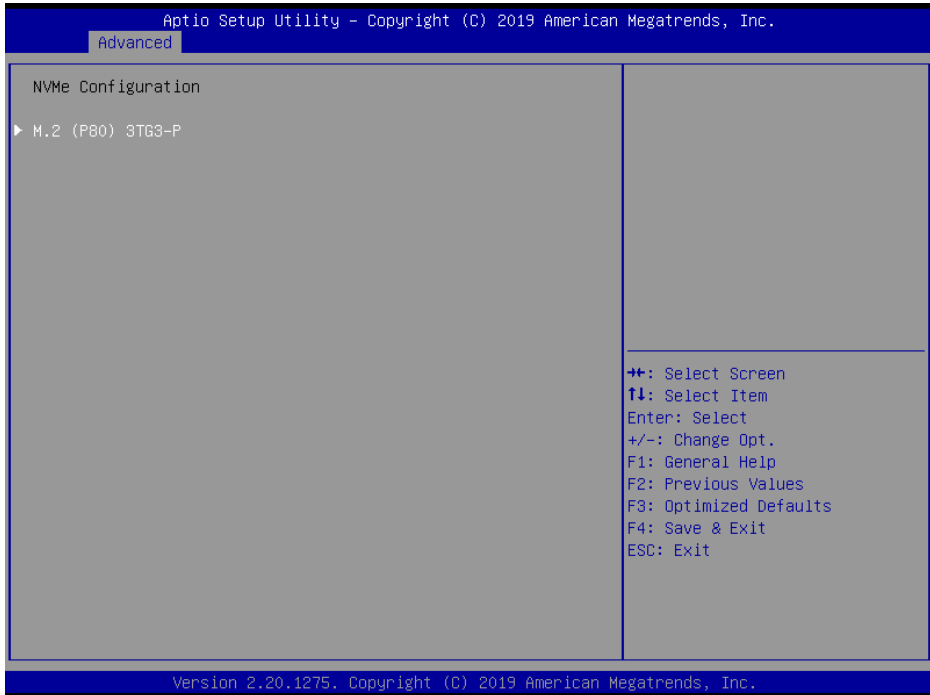 Aptio Setup Utility – Copyright (C) 2019 American Megatrends, Inc.
Advanced
NVMe Configuration
▶ M.2 (P80) 3TG3-P
→←: Select Screen
↑↓: Select Item
Enter: Select
+/-: Change Opt.
F1: General Help
F2: Previous Values
F3: Optimized Defaults
F4: Save & Exit
ESC: Exit
Version 2.20.1275. Copyright (C) 2019 American Megatrends, Inc.